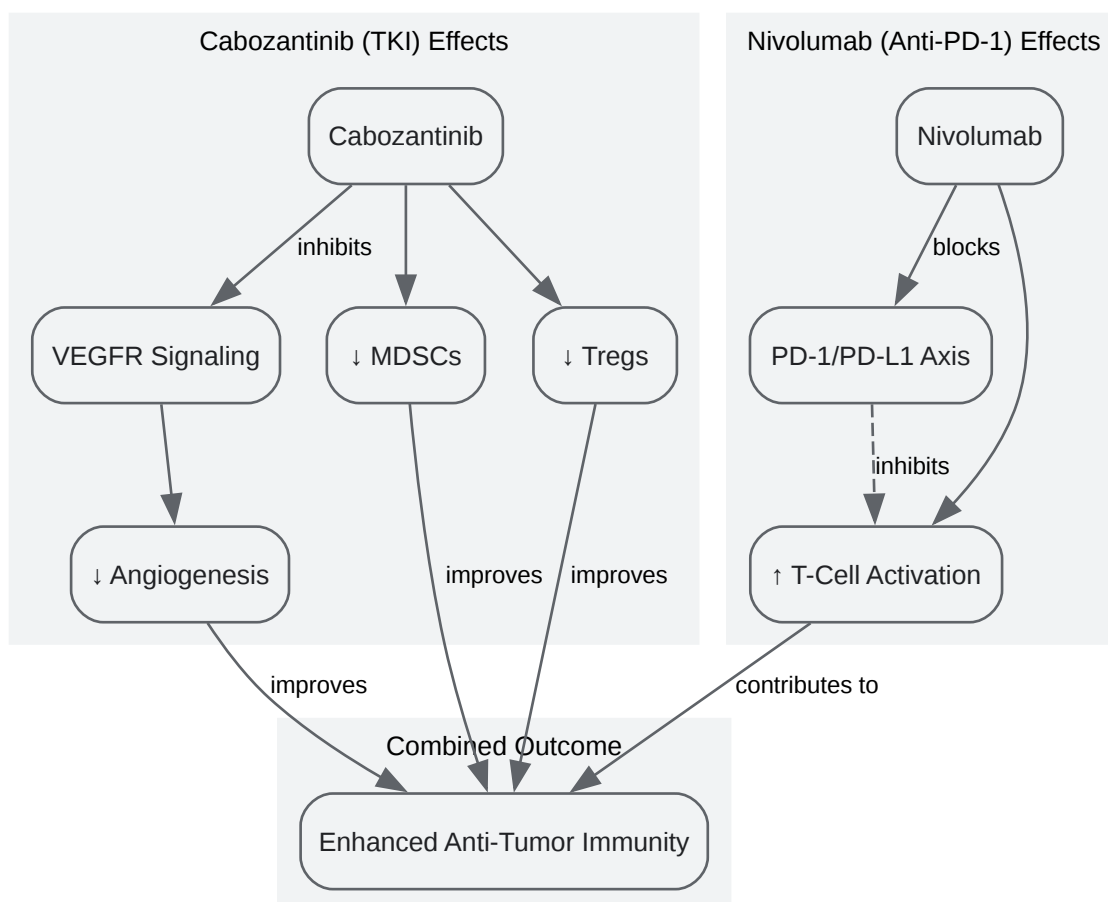 Cabozantinib (TKI) Effects
Nivolumab (Anti-PD-1) Effects
Cabozantinib
Nivolumab
inhibits
blocks
VEGFR Signaling
↓ MDSCs
↓ Tregs
PD-1/PD-L1 Axis
inhibits
↓ Angiogenesis
improves
improves
↑ T-Cell Activation
improves
contributes to
Combined Outcome
Enhanced Anti-Tumor Immunity